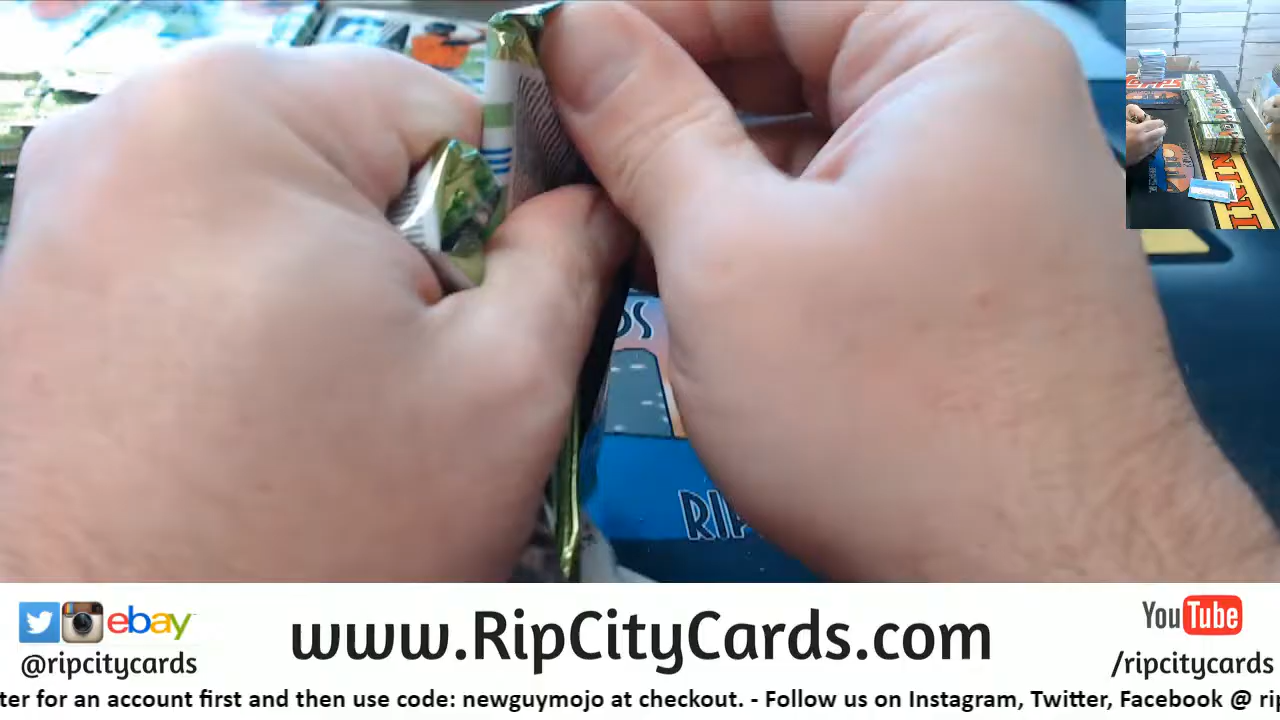 RIP
ebay
@ripcitycards
www.RipCityCards.com
YouTube
/ripcitycards
ter for an account first and then use code: newguymojo at checkout. - Follow us on Instagram, Twitter, Facebook @ rip